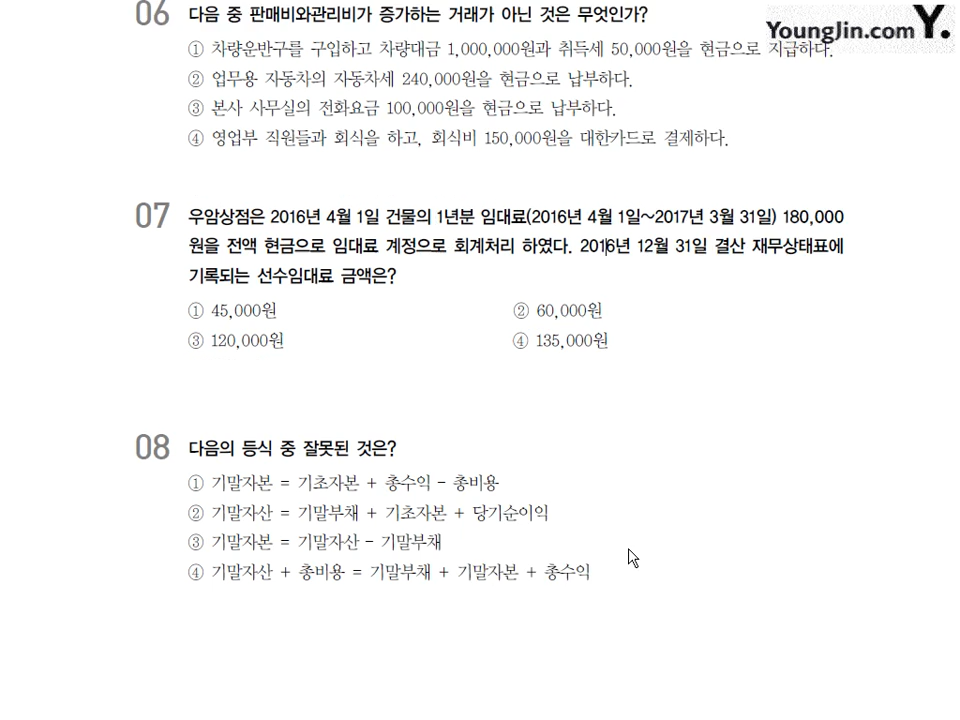 06 다음 중 판매비와관리비가 증가하는 거래가 아닌 것은 무엇인가?
YoungJin.com Y.
① 차량운반구를 구입하고 차량대금 1,000,000원과 취득세 50,000원을 현금으로 지급하다.
② 업무용 자동차의 자동차세 240,000원을 현금으로 납부하다.
③ 본사 사무실의 전화요금 100,000원을 현금으로 납부하다.
④ 영업부 직원들과 회식을 하고, 회식비 150,000원을 대한카드로 결제하다.
07 우암상점은 2016년 4월 1일 건물의 1년분 임대료(2016년 4월 1일~2017년 3월 31일) 180,000
원을 전액 현금으로 임대료 계정으로 회계처리 하였다. 2016년 12월 31일 결산 재무상태표에
기록되는 선수임대료 금액은?
① 45,000원 ② 60,000원
③ 120,000원 ④ 135,000원
08 다음의 등식 중 잘못된 것은?
① 기말자본 = 기초자본 + 총수익 - 총비용
② 기말자산 = 기말부채 + 기초자본 + 당기순이익
③ 기말자본 = 기말자산 - 기말부채
④ 기말자산 + 총비용 = 기말부채 + 기말자본 + 총수익